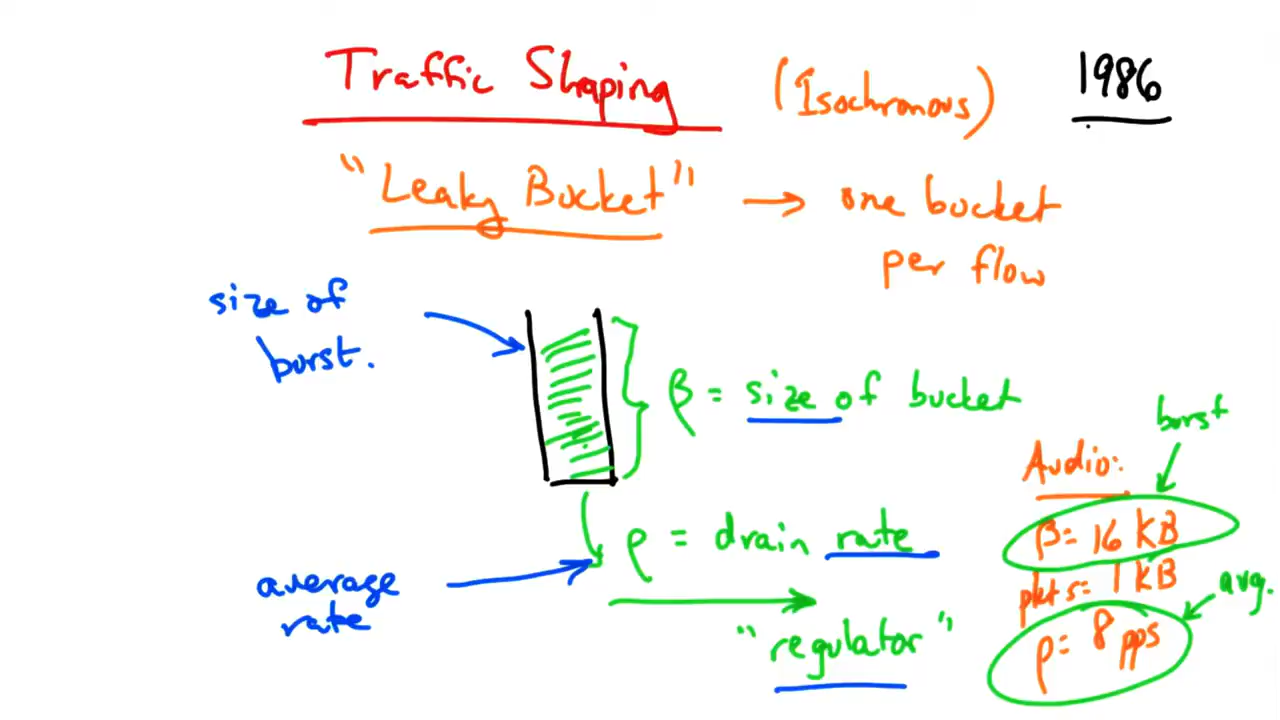 Traffic Shaping (Isochronous) 1986
"Leaky Bucket" → one bucket
per flow
size of
burst.
β = size of bucket
burst
Audio:
β = 16 kB
pkts = 1 kB
ρ = drain rate
average
rate
avg.
ρ = 8 pps
"regulator"